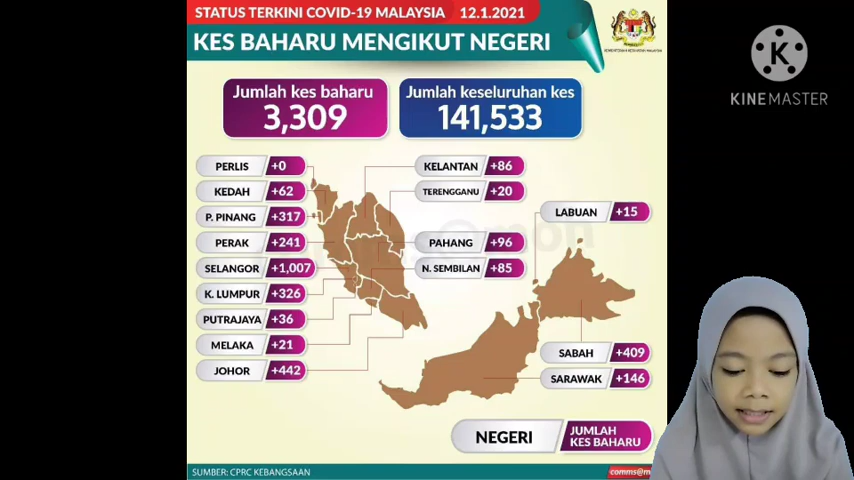 STATUS TERKINI COVID-19 MALAYSIA 12.1.2021
KES BAHARU MENGIKUT NEGERI
KINEMASTER
Jumlah kes baharu
3,309
Jumlah keseluruhan kes
141,533
PERLIS +0
KEDAH +62
P. PINANG +317
PERAK +241
SELANGOR +1,007
K. LUMPUR +326
PUTRAJAYA +36
MELAKA +21
JOHOR +442
KELANTAN +86
TERENGGANU +20
PAHANG +96
N. SEMBILAN +85
LABUAN +15
SABAH +409
SARAWAK +146
NEGERI
JUMLAH
KES BAHARU
SUMBER: CPRC KEBANGSAAN